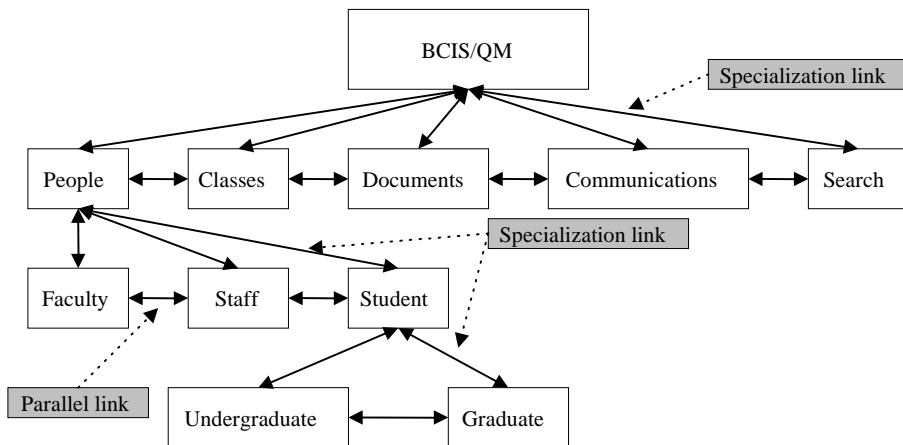 BCIS/QM
Specialization link
People
Classes
Documents
Communications
Search
Specialization link
Faculty
Staff
Student
Parallel link
Undergraduate
Graduate